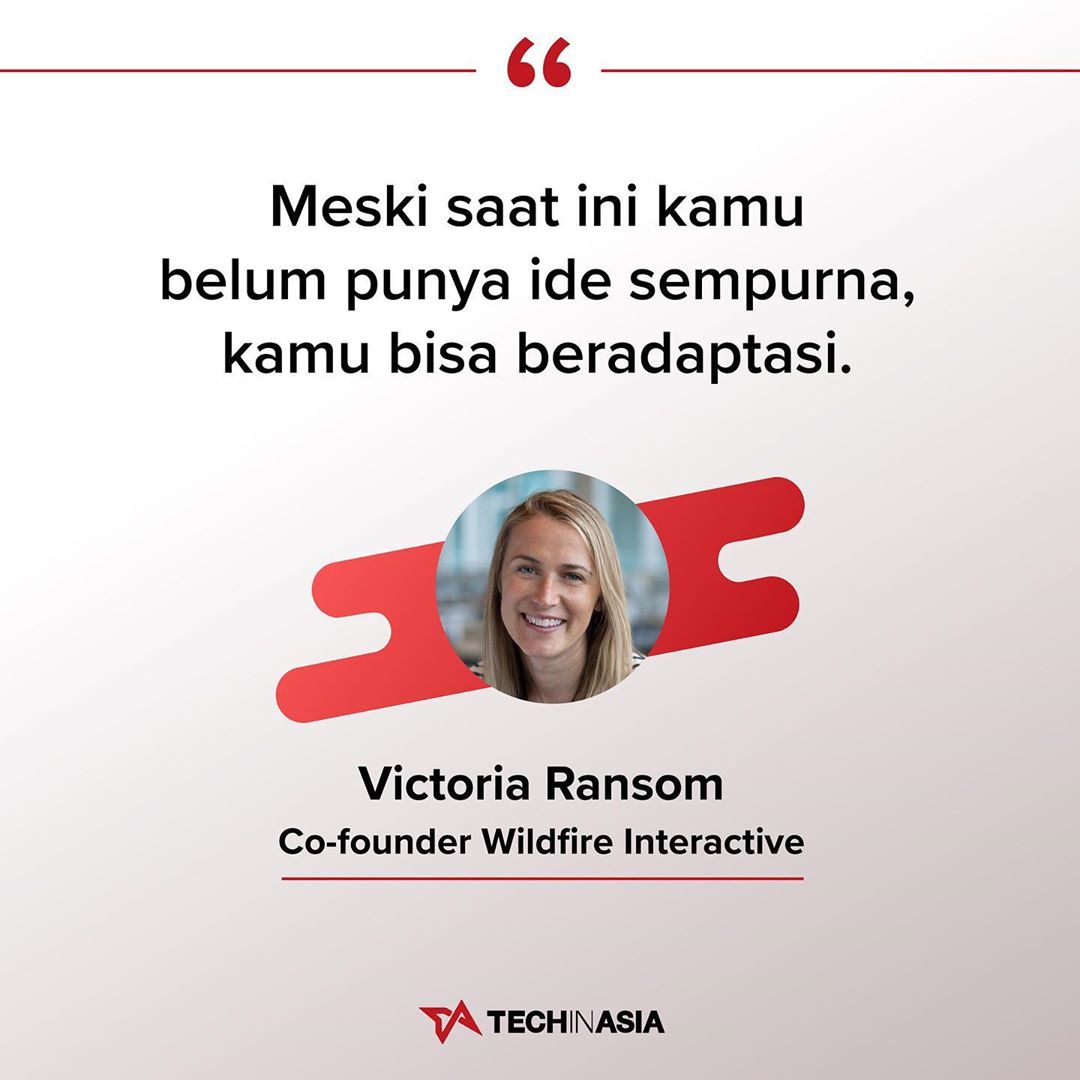 “
Meski saat ini kamu
belum punya ide sempurna,
kamu bisa beradaptasi.
Victoria Ransom
Co-founder Wildfire Interactive
TECHINASIA